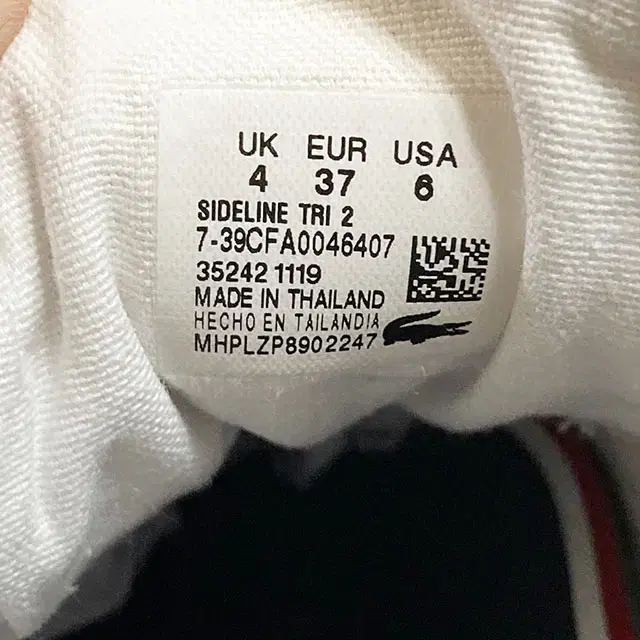 UK EUR USA
4 37 6
SIDELINE TRI 2
7-39CFA0046407
35242 1119
MADE IN THAILAND
HECHO EN TAILANDIA
MHPLZP8902247